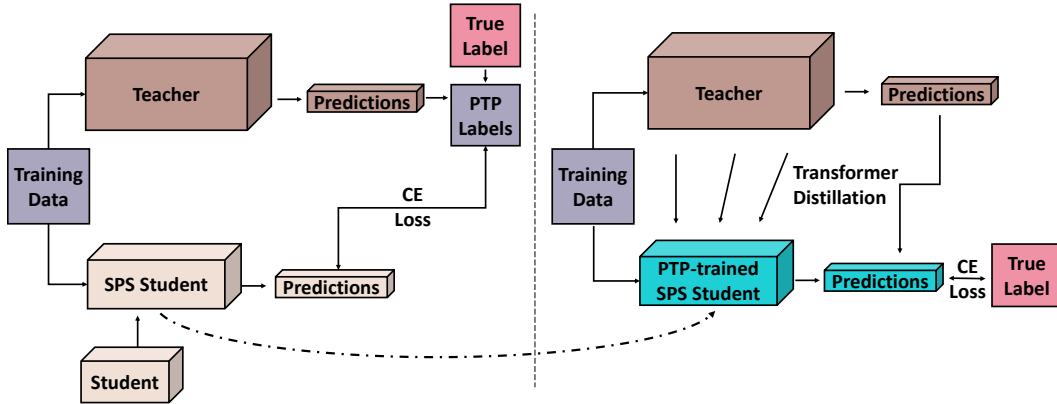 True
Label
Teacher
Predictions
PTP
Labels
Training
Data
CE
Loss
SPS Student
Predictions
Student
Teacher
Predictions
Training
Data
Transformer
Distillation
PTP-trained
SPS Student
Predictions
CE
Loss
True
Label